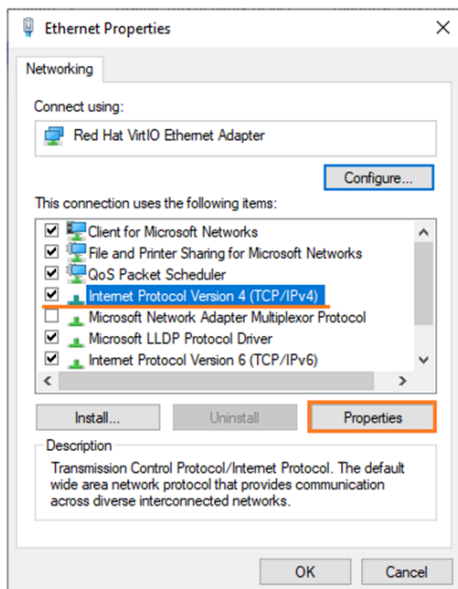 Ethernet Properties
Networking
Connect using:
Red Hat VirtIO Ethernet Adapter
Configure...
This connection uses the following items:
Client for Microsoft Networks
File and Printer Sharing for Microsoft Networks
QoS Packet Scheduler
Internet Protocol Version 4 (TCP/IPv4)
Microsoft Network Adapter Multiplexor Protocol
Microsoft LLDP Protocol Driver
Internet Protocol Version 6 (TCP/IPv6)
Install...
Uninstall
Properties
Description
Transmission Control Protocol/Internet Protocol. The default
wide area network protocol that provides communication
across diverse interconnected networks.
OK
Cancel